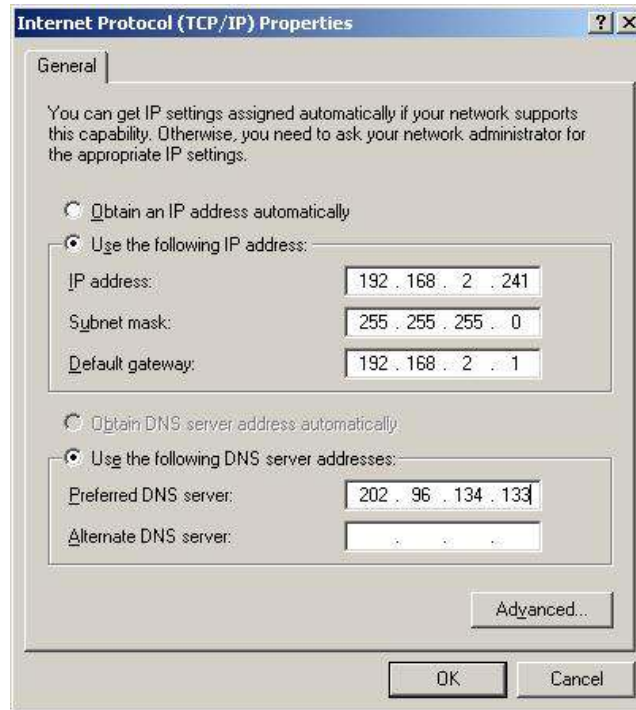 Internet Protocol (TCP/IP) Properties
General
You can get IP settings assigned automatically if your network supports
this capability. Otherwise, you need to ask your network administrator for
the appropriate IP settings.
Obtain an IP address automatically
Use the following IP address:
IP address: 192 . 168 . 2 . 241
Subnet mask: 255 . 255 . 255 . 0
Default gateway: 192 . 168 . 2 . 1
Obtain DNS server address automatically
Use the following DNS server addresses:
Preferred DNS server: 202 . 96 . 134 . 133
Alternate DNS server: . . .
Advanced...
OK Cancel